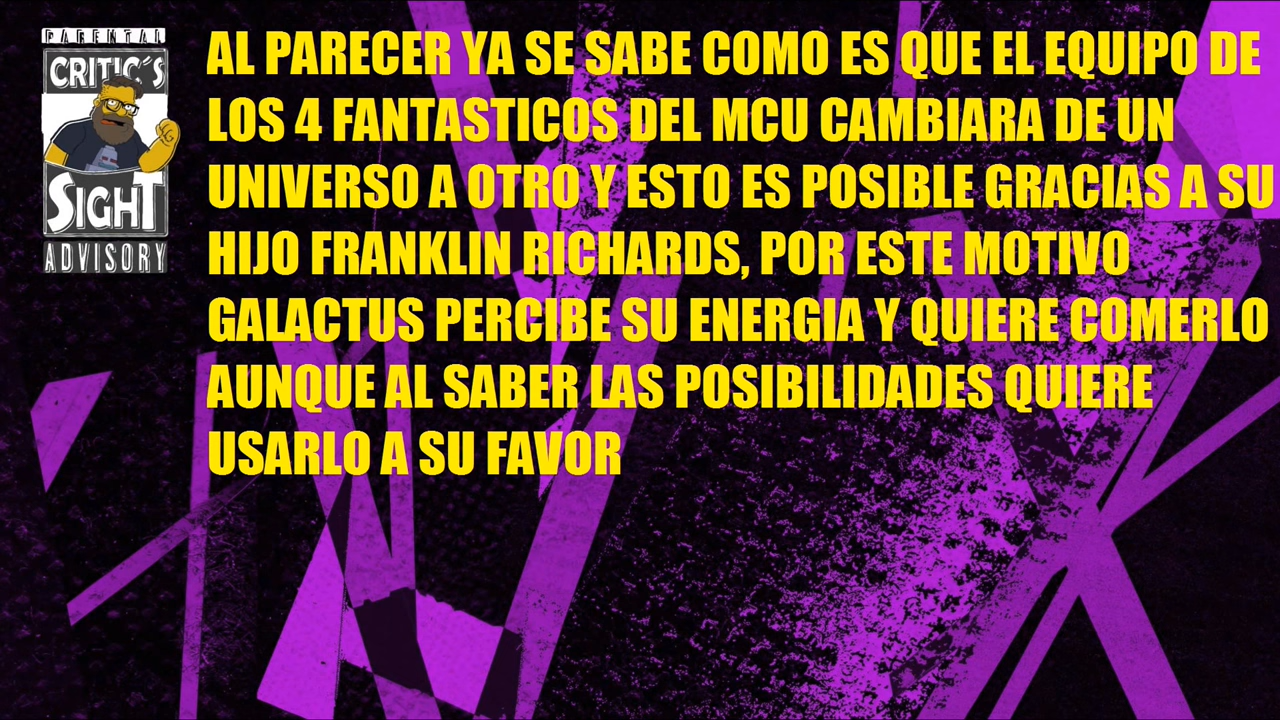 PARENTAL
CRITIC´S
SIGHT
ADVISORY
AL PARECER YA SE SABE COMO ES QUE EL EQUIPO DE
LOS 4 FANTASTICOS DEL MCU CAMBIARA DE UN
UNIVERSO A OTRO Y ESTO ES POSIBLE GRACIAS A SU
HIJO FRANKLIN RICHARDS, POR ESTE MOTIVO
GALACTUS PERCIBE SU ENERGIA Y QUIERE COMERLO
AUNQUE AL SABER LAS POSIBILIDADES QUIERE
USARLO A SU FAVOR